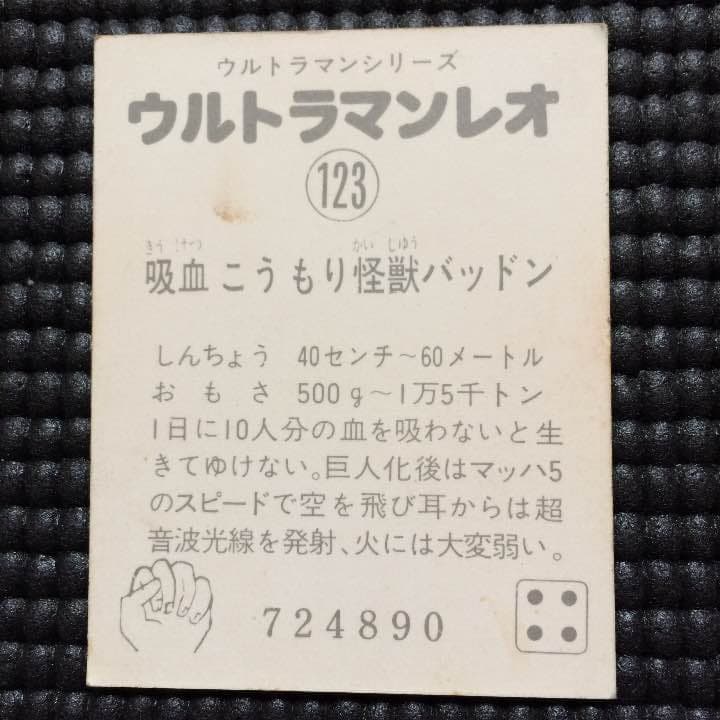 ウルトラマンシリーズ
ウルトラマンレオ
123
きゅう けつ かい じゅう
吸血こうもり怪獣バッドン
しんちょう 40センチ〜60メートル
おもさ 500g〜1万5千トン
1日に10人分の血を吸わないと生
きてゆけない。巨人化後はマッハ5
のスピードで空を飛び耳からは超
音波光線を発射、火には大変弱い。
724890